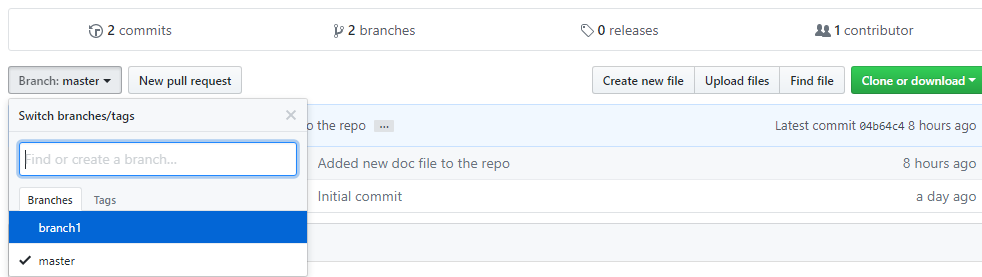 2 commits 2 branches 0 releases 1 contributor
Branch: master New pull request Create new file Upload files Find file Clone or download
Switch branches/tags
to the repo ... Latest commit 04b64c4 8 hours ago
Find or create a branch...
Added new doc file to the repo 8 hours ago
Branches Tags
Initial commit a day ago
branch1
master